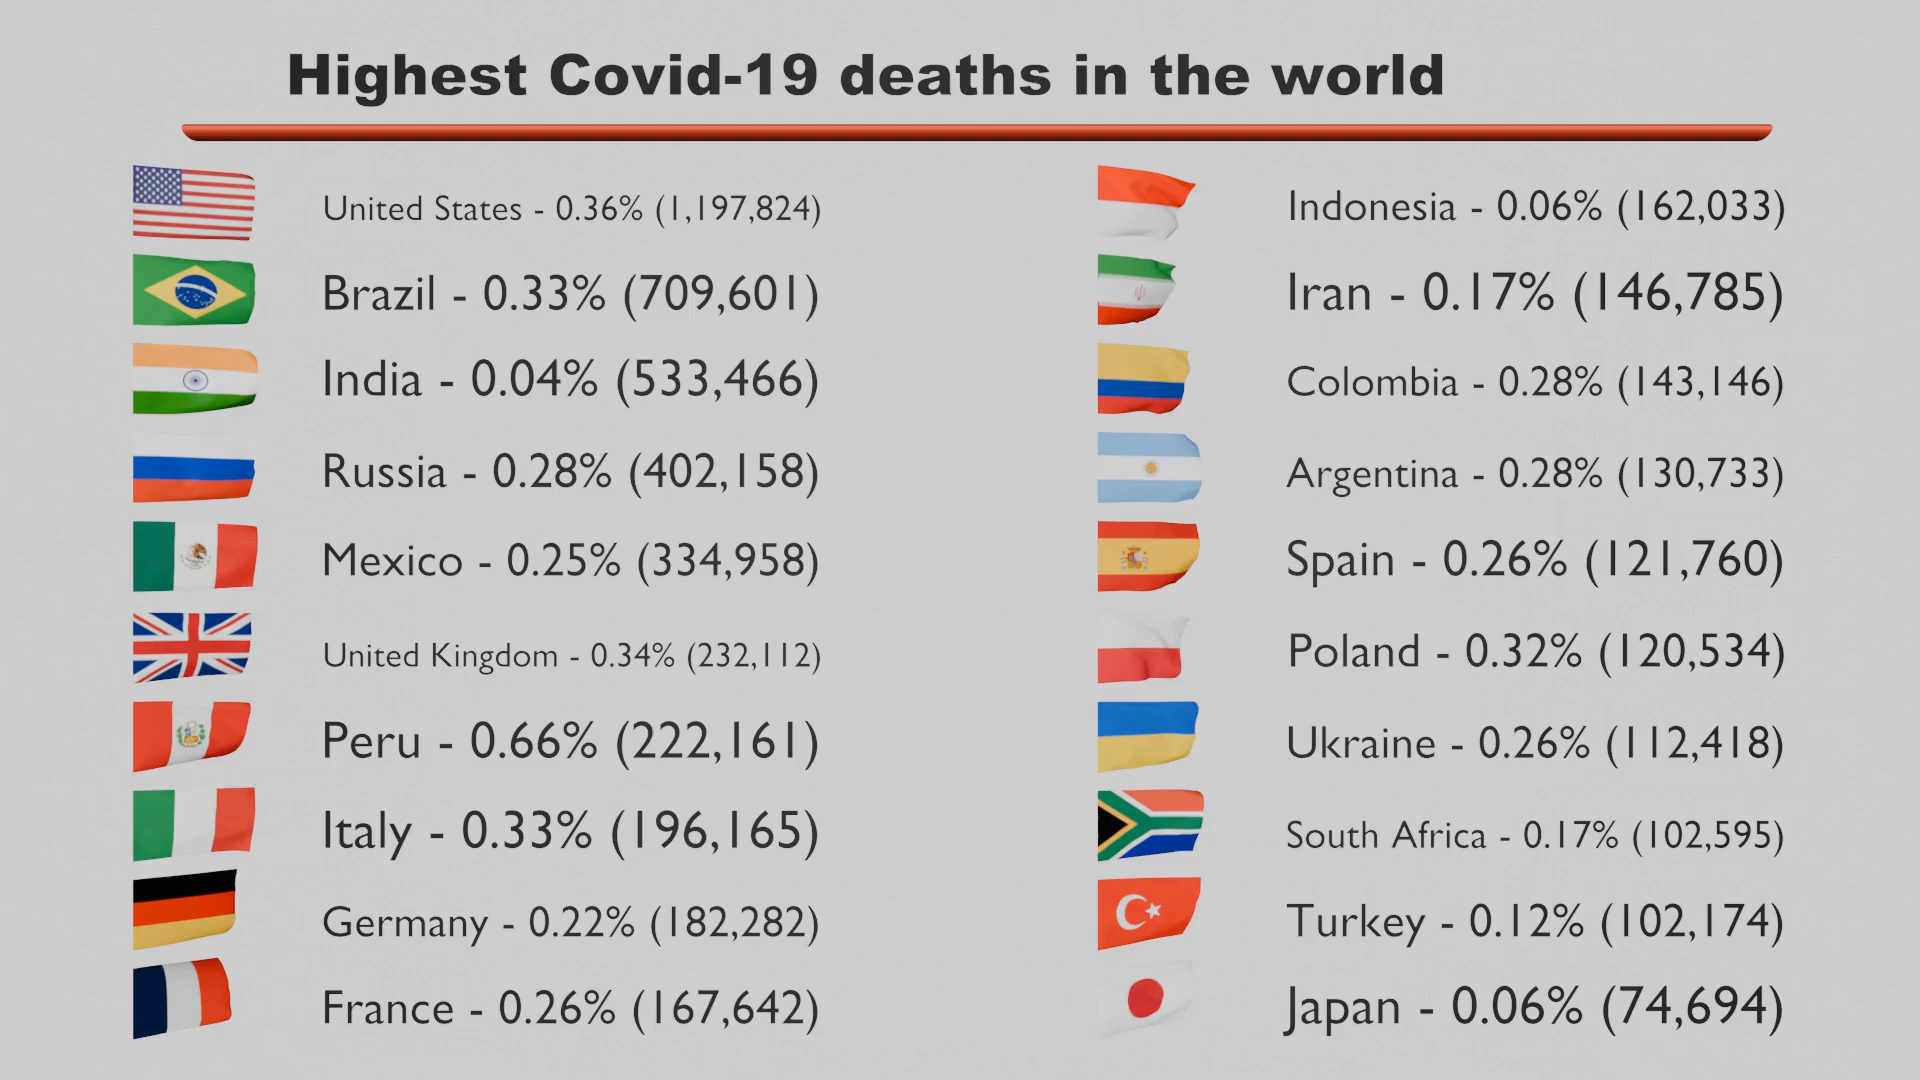 Highest Covid-19 deaths in the world
United States - 0.36% (1,197,824)
Brazil - 0.33% (709,601)
India - 0.04% (533,466)
Russia - 0.28% (402,158)
Mexico - 0.25% (334,958)
United Kingdom - 0.34% (232,112)
Peru - 0.66% (222,161)
Italy - 0.33% (196,165)
Germany - 0.22% (182,282)
France - 0.26% (167,642)
Indonesia - 0.06% (162,033)
Iran - 0.17% (146,785)
Colombia - 0.28% (143,146)
Argentina - 0.28% (130,733)
Spain - 0.26% (121,760)
Poland - 0.32% (120,534)
Ukraine - 0.26% (112,418)
South Africa - 0.17% (102,595)
Turkey - 0.12% (102,174)
Japan - 0.06% (74,694)